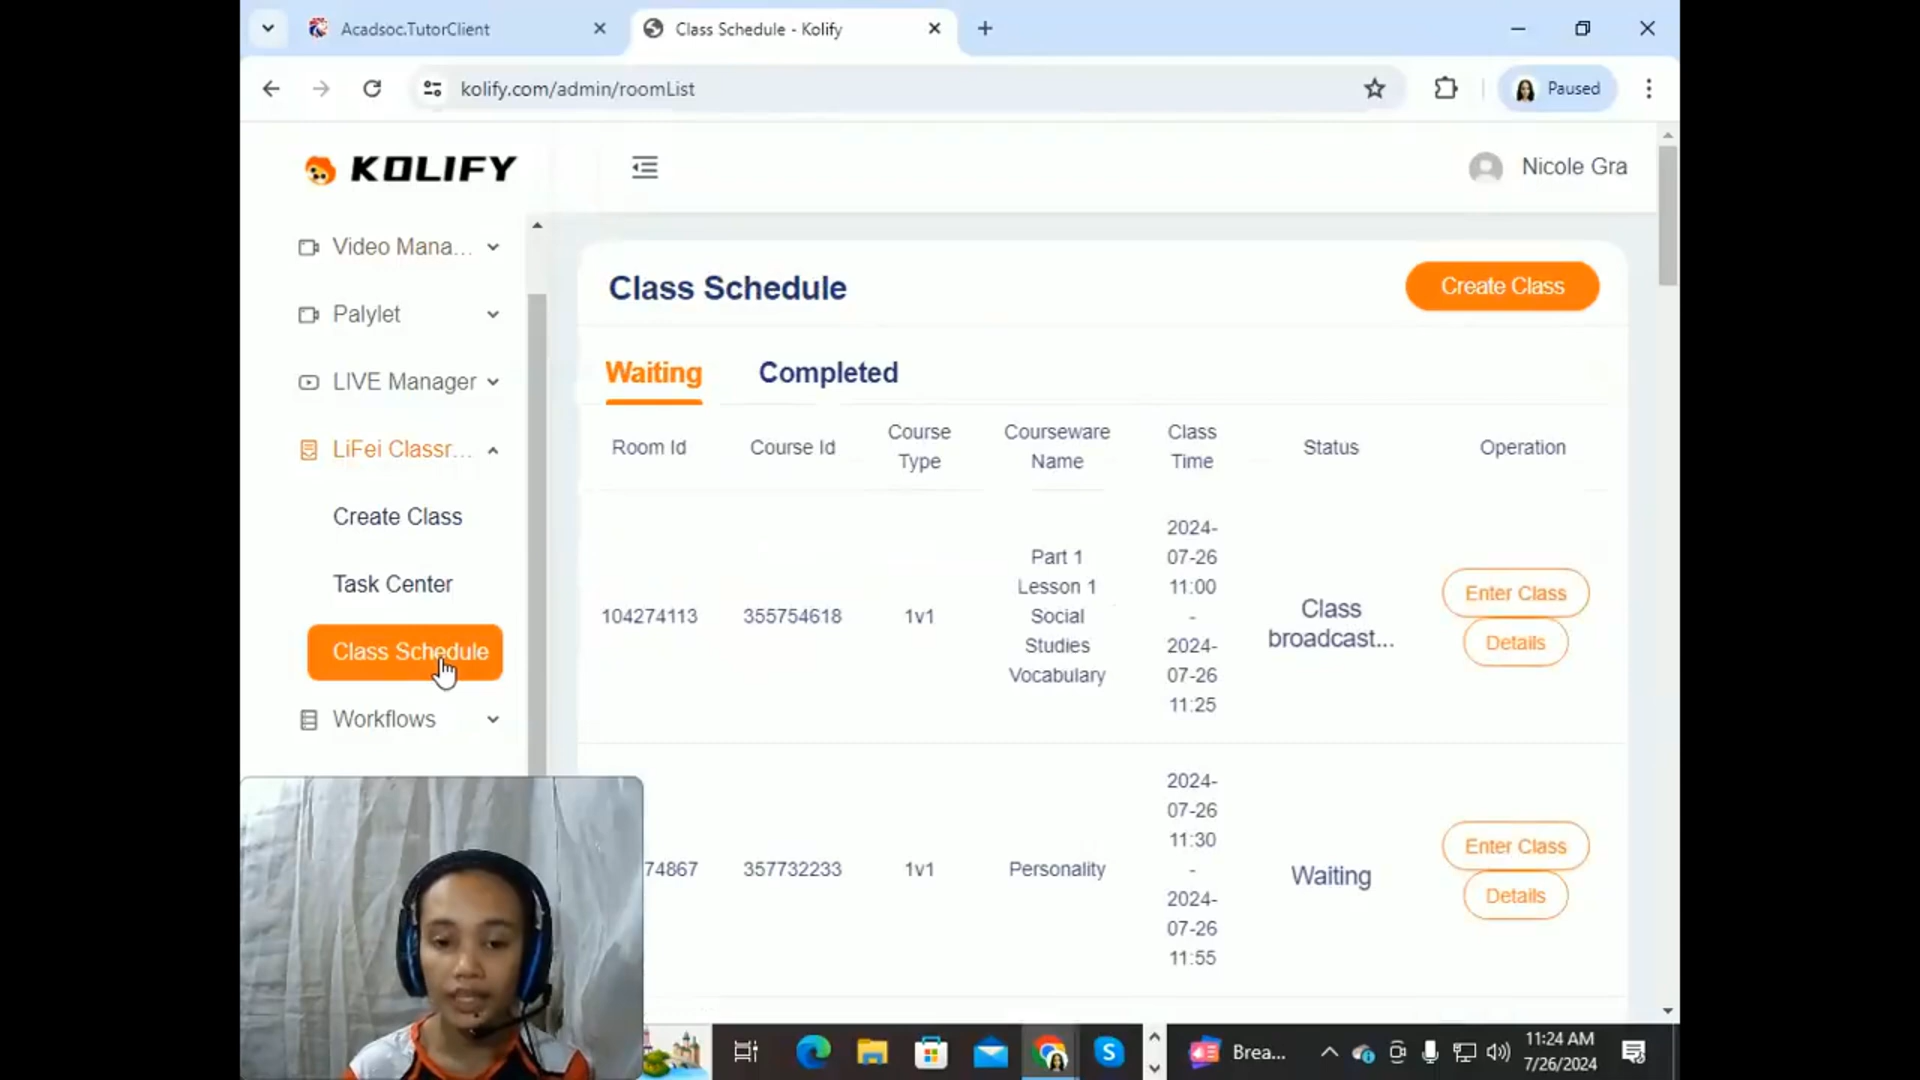 Acadsoc.TutorClient
Class Schedule - Kolify
kolify.com/admin/roomList
Paused
KOLIFY
Nicole Gra
Video Mana...
Palylet
LIVE Manager
LiFei Classr...
Create Class
Task Center
Class Schedule
Workflows
Class Schedule
Create Class
Waiting
Completed
Room Id
Course Id
Course
Type
Courseware
Name
Class
Time
Status
Operation
104274113
355754618
1v1
Part 1
Lesson 1
Social
Studies
Vocabulary
2024-
07-26
11:00
-
2024-
07-26
11:25
Class
broadcast...
Enter Class
Details
74867
357732233
1v1
Personality
2024-
07-26
11:30
-
2024-
07-26
11:55
Waiting
Enter Class
Details
Brea...
11:24 AM
7/26/2024